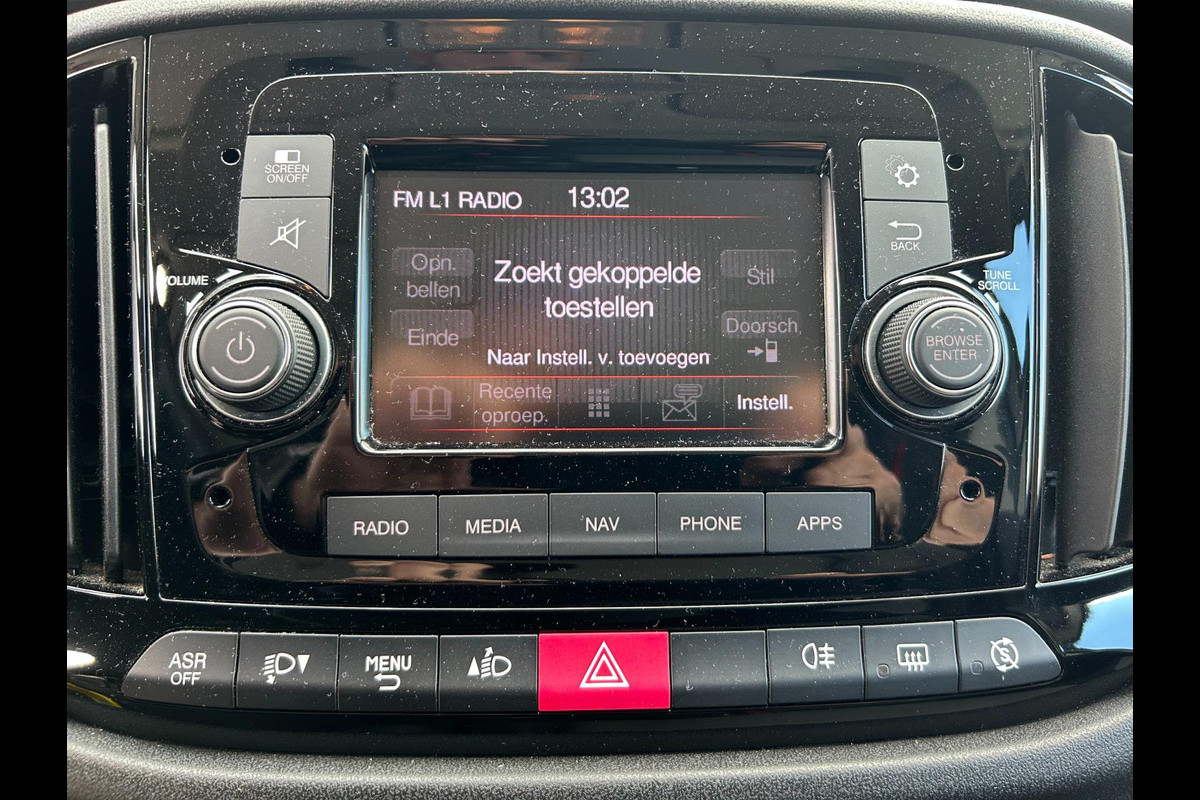 SCREEN
ON/OFF
VOLUME
FM L1 RADIO 13:02
Opn.
bellen
Zoekt gekoppelde
toestellen
Stil
Einde
Doorsch.
Naar Instell. v. toevoegen
Recente
oproep.
Instell.
BACK
TUNE
SCROLL
BROWSE
ENTER
RADIO
MEDIA
NAV
PHONE
APPS
ASR
OFF
MENU